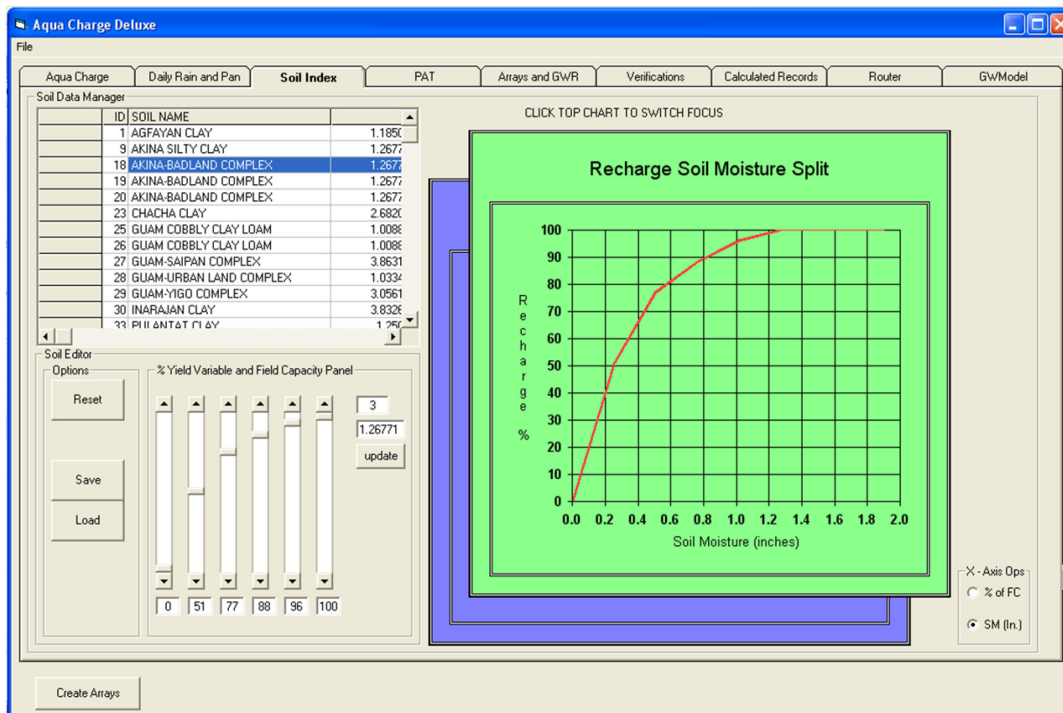 Aqua Charge Deluxe
File
Aqua Charge Daily Rain and Pan Soil Index PAT Arrays and GWR Verifications Calculated Records Router GWModel
Soil Data Manager
CLICK TOP CHART TO SWITCH FOCUS
ID SOIL NAME
1 AGFAYAN CLAY 1.1850
9 AKINA SILTY CLAY 1.2677
18 AKINA-BADLAND COMPLEX 1.2677
19 AKINA-BADLAND COMPLEX 1.2677
20 AKINA-BADLAND COMPLEX 1.2677
23 CHACHA CLAY 2.6820
25 GUAM COBBLY CLAY LOAM 1.0088
26 GUAM COBBLY CLAY LOAM 1.0088
27 GUAM-SAIPAN COMPLEX 3.8631
28 GUAM-URBAN LAND COMPLEX 1.0334
29 GUAM-YIGO COMPLEX 3.0561
30 INARAJAN CLAY 3.8326
33 PULANTAT CLAY 1.250
Soil Editor
Options
Reset
Save
Load
% Yield Variable and Field Capacity Panel
3
1.26771
update
0 51 77 88 96 100
Recharge Soil Moisture Split
Recharge %
100
90
80
70
60
50
40
30
20
10
0
0.0 0.2 0.4 0.6 0.8 1.0 1.2 1.4 1.6 1.8 2.0
Soil Moisture (inches)
X - Axis Ops
% of FC
SM (In.)
Create Arrays